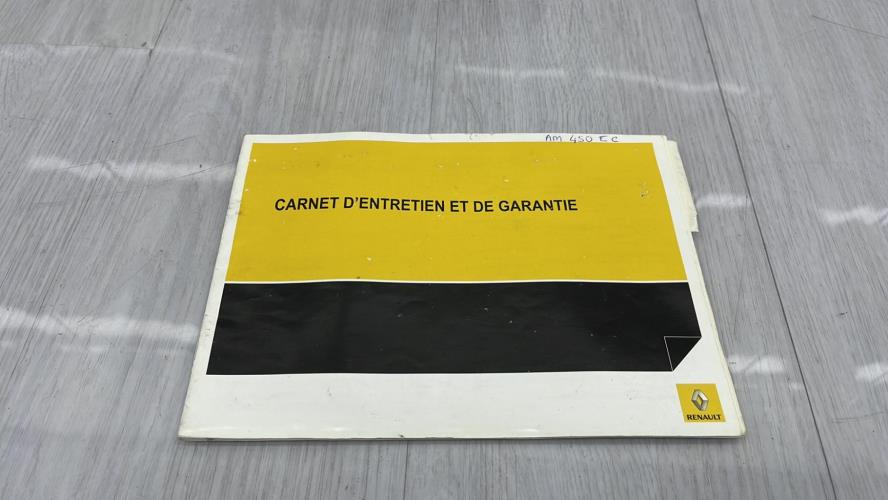 AM 450 EC
CARNET D'ENTRETIEN ET DE GARANTIE
RENAULT